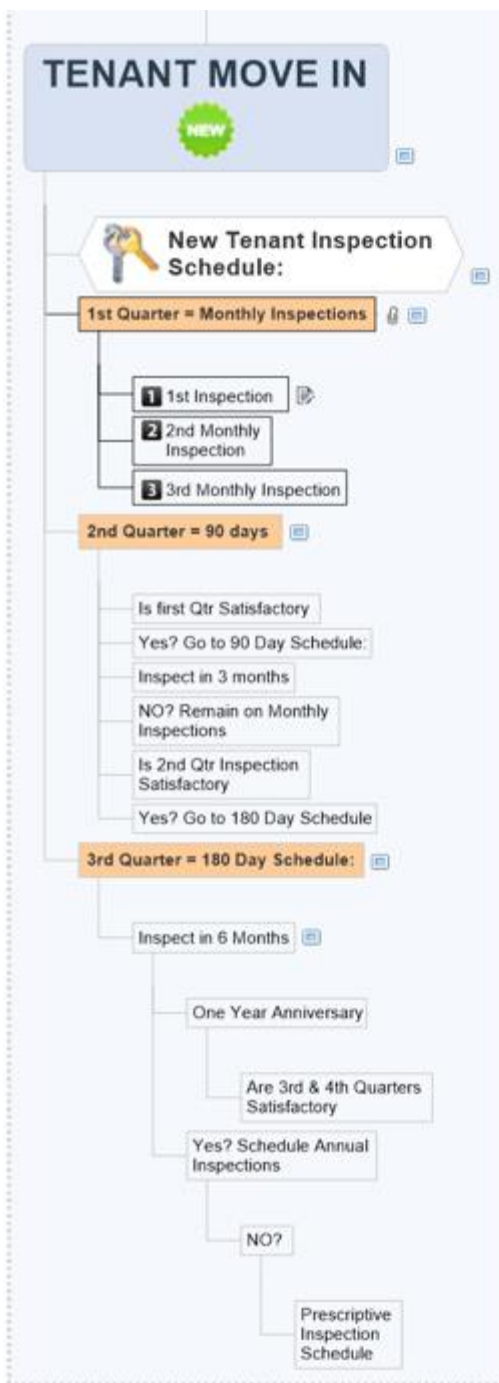 TENANT MOVE IN
NEW
New Tenant Inspection
Schedule:
1st Quarter = Monthly Inspections
1 1st Inspection
2 2nd Monthly
Inspection
3 3rd Monthly Inspection
2nd Quarter = 90 days
Is first Qtr Satisfactory
Yes? Go to 90 Day Schedule:
Inspect in 3 months
NO? Remain on Monthly
Inspections
Is 2nd Qtr Inspection
Satisfactory
Yes? Go to 180 Day Schedule
3rd Quarter = 180 Day Schedule:
Inspect in 6 Months
One Year Anniversary
Are 3rd & 4th Quarters
Satisfactory
Yes? Schedule Annual
Inspections
NO?
Prescriptive
Inspection
Schedule